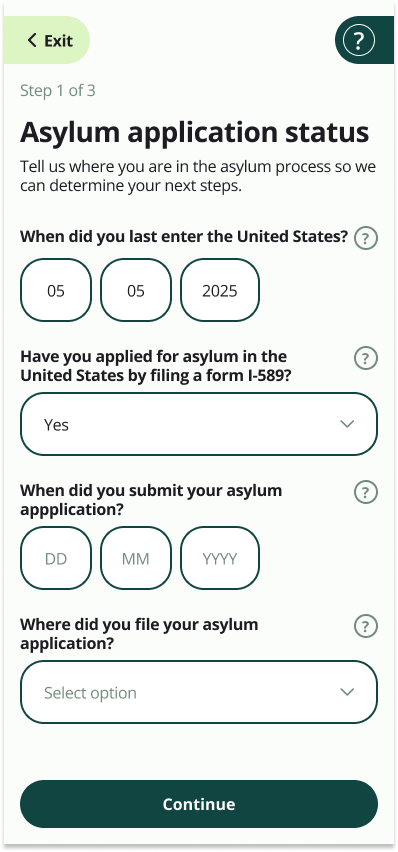 Exit
?
Step 1 of 3
Asylum application status
Tell us where you are in the asylum process so we
can determine your next steps.
When did you last enter the United States? ?
05 05 2025
Have you applied for asylum in the ?
United States by filing a form I-589?
Yes
When did you submit your asylum ?
appplication?
DD MM YYYY
Where did you file your asylum ?
application?
Select option
Continue